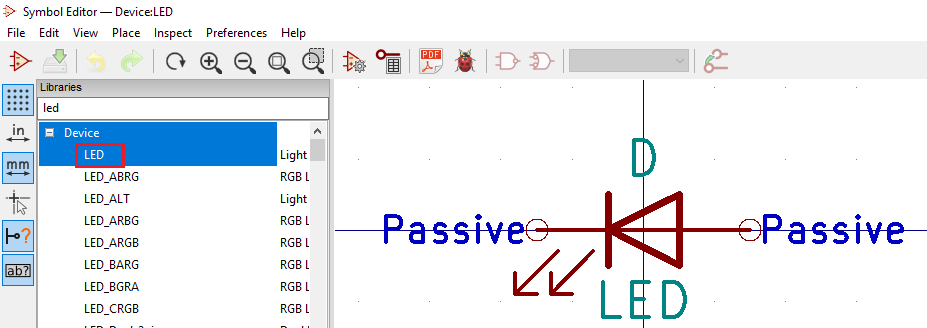 Symbol Editor — Device:LED
File Edit View Place Inspect Preferences Help
PDF
Libraries
led
in
mm
ab?
Device
LED Light
LED_ABRG RGB L
LED_ALT Light
LED_ARBG RGB L
LED_ARGB RGB L
LED_BARG RGB L
LED_BGRA RGB L
LED_CRGB RGB L
D
Passive Passive
LED